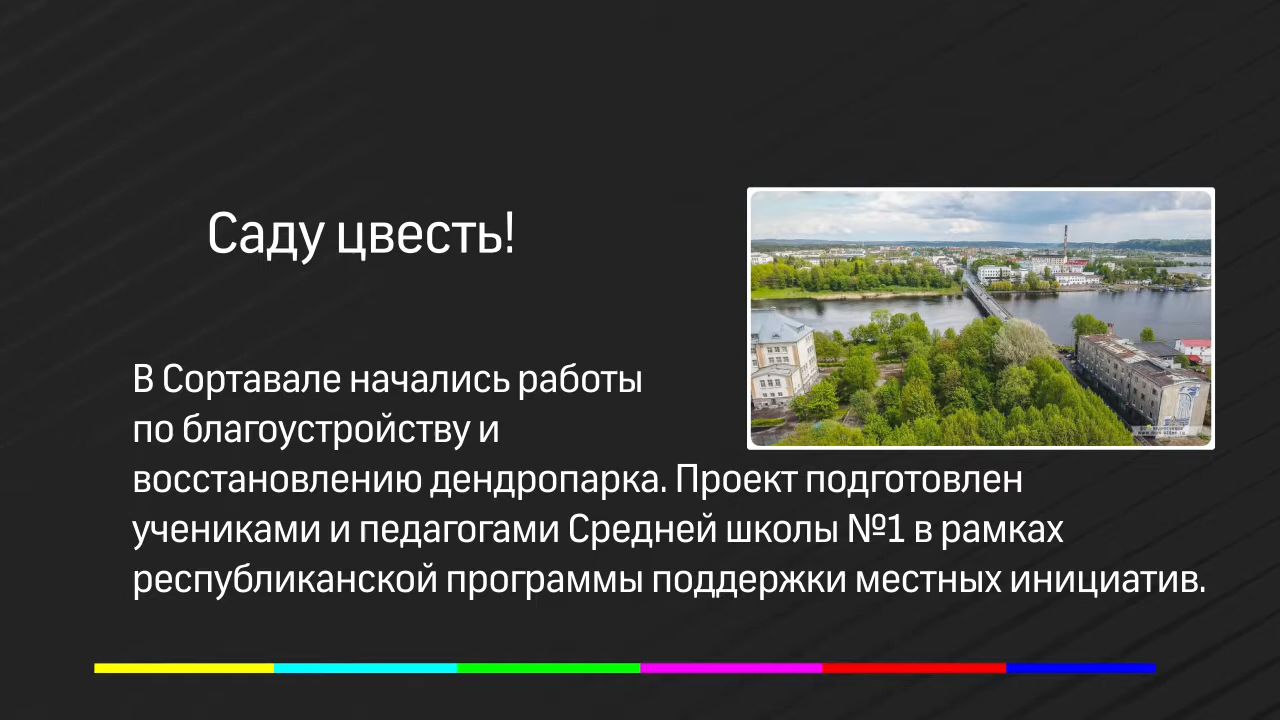 Саду цвесть!
В Сортавале начались работы
по благоустройству и
восстановлению дендропарка. Проект подготовлен
учениками и педагогами Средней школы №1 в рамках
республиканской программы поддержки местных инициатив.